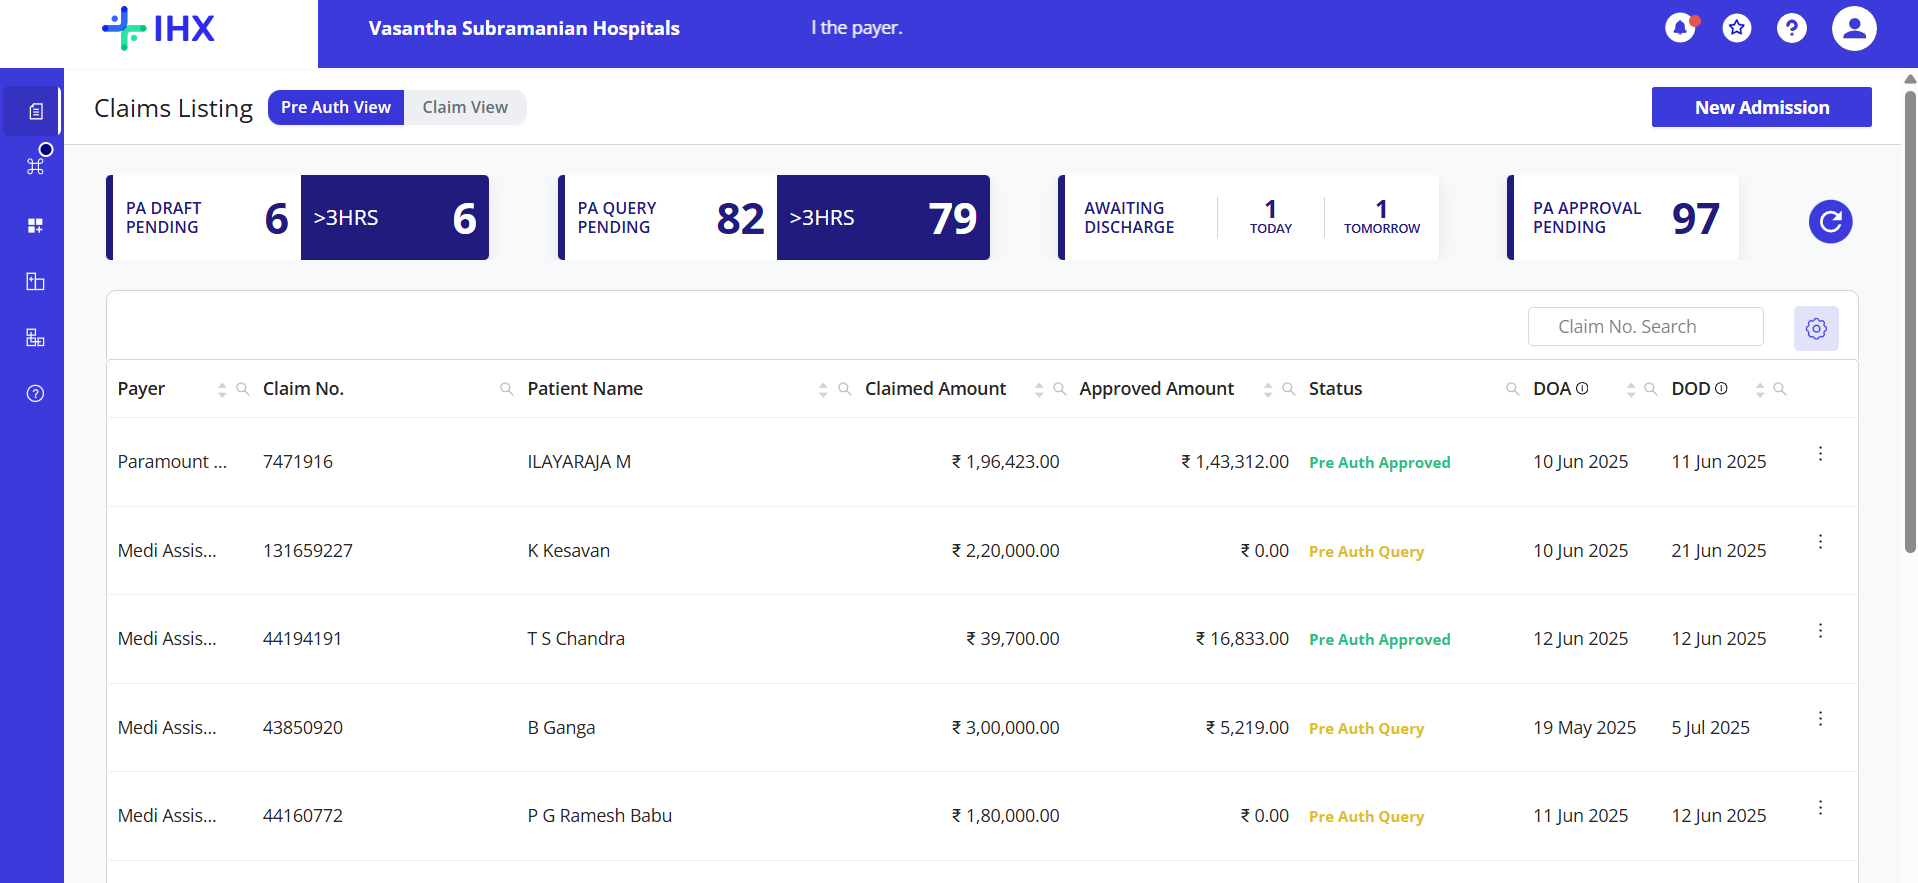 IHX
Vasantha Subramanian Hospitals
l the payer.
Claims Listing
Pre Auth View
Claim View
New Admission
PA DRAFT
PENDING
6
>3HRS
6
PA QUERY
PENDING
82
>3HRS
79
AWAITING
DISCHARGE
1
TODAY
1
TOMORROW
PA APPROVAL
PENDING
97
Claim No. Search
Payer Claim No. Patient Name Claimed Amount Approved Amount Status DOA DOD
Paramount ... 7471916 ILAYARAJA M ₹ 1,96,423.00 ₹ 1,43,312.00 Pre Auth Approved 10 Jun 2025 11 Jun 2025
Medi Assis... 131659227 K Kesavan ₹ 2,20,000.00 ₹ 0.00 Pre Auth Query 10 Jun 2025 21 Jun 2025
Medi Assis... 44194191 T S Chandra ₹ 39,700.00 ₹ 16,833.00 Pre Auth Approved 12 Jun 2025 12 Jun 2025
Medi Assis... 43850920 B Ganga ₹ 3,00,000.00 ₹ 5,219.00 Pre Auth Query 19 May 2025 5 Jul 2025
Medi Assis... 44160772 P G Ramesh Babu ₹ 1,80,000.00 ₹ 0.00 Pre Auth Query 11 Jun 2025 12 Jun 2025